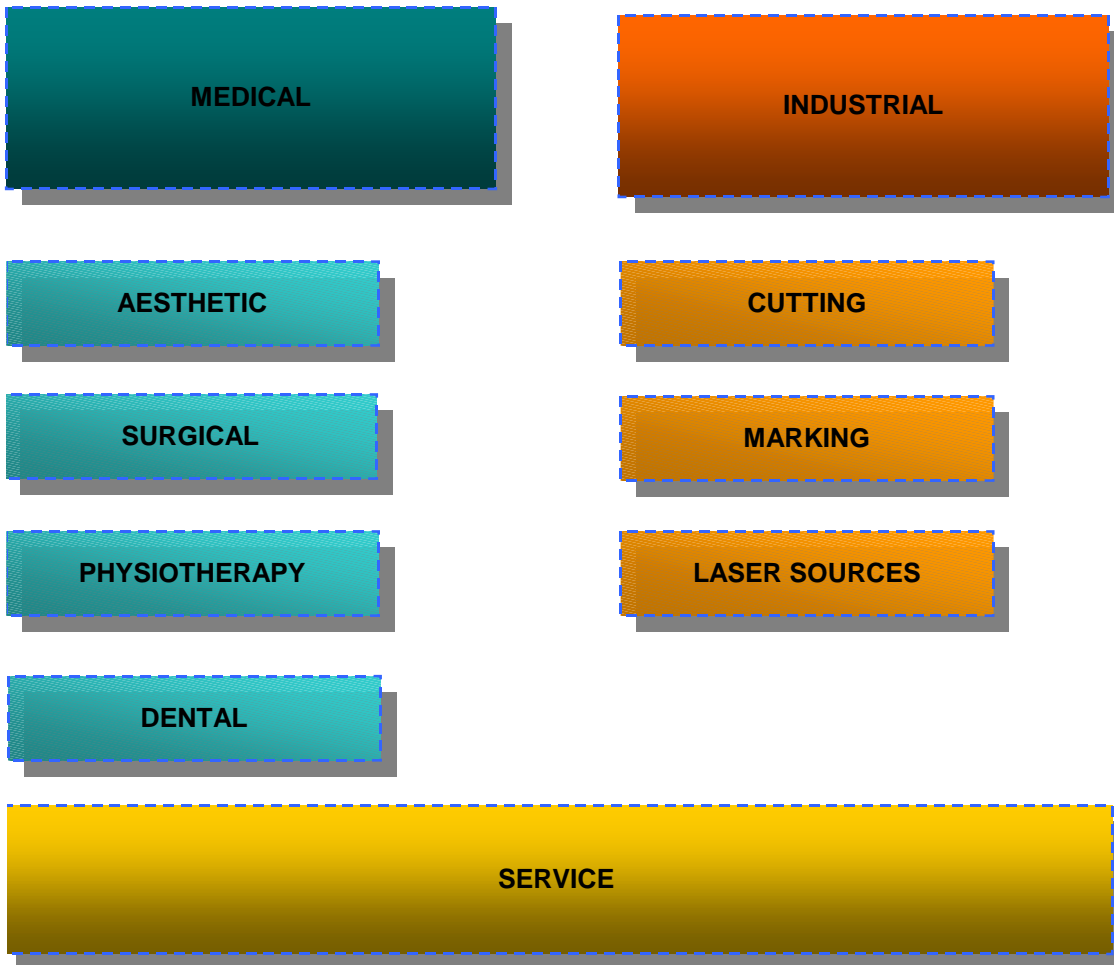 MEDICAL
INDUSTRIAL
AESTHETIC
CUTTING
SURGICAL
MARKING
PHYSIOTHERAPY
LASER SOURCES
DENTAL
SERVICE